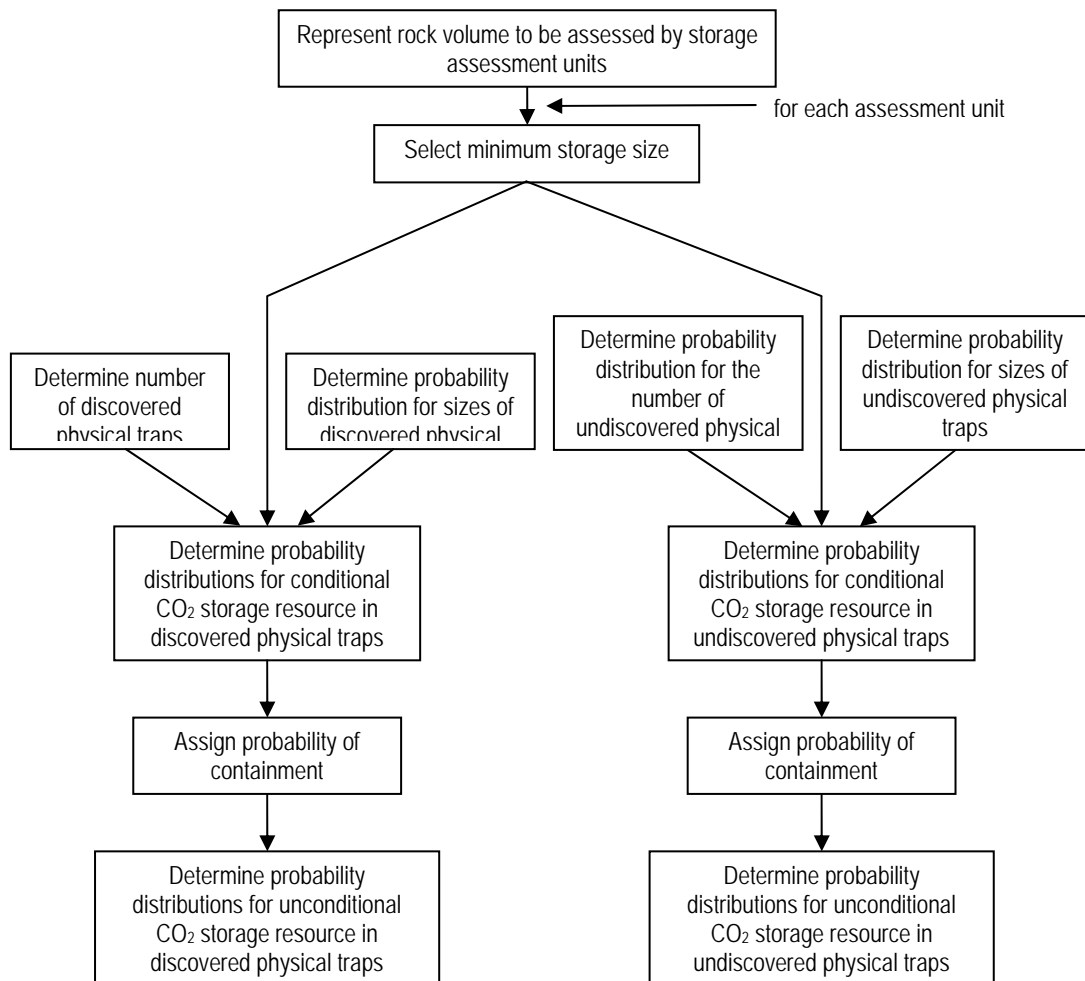 Represent rock volume to be assessed by storage
assessment units
for each assessment unit
Select minimum storage size
Determine number
of discovered
physical traps
Determine probability
distribution for sizes of
discovered physical
Determine probability
distribution for the
number of
undiscovered physical
Determine probability
distribution for sizes of
undiscovered physical
traps
Determine probability
distributions for conditional
CO₂ storage resource in
discovered physical traps
Determine probability
distributions for conditional
CO₂ storage resource in
undiscovered physical traps
Assign probability of
containment
Assign probability of
containment
Determine probability
distributions for unconditional
CO₂ storage resource in
discovered physical traps
Determine probability
distributions for unconditional
CO₂ storage resource in
undiscovered physical traps